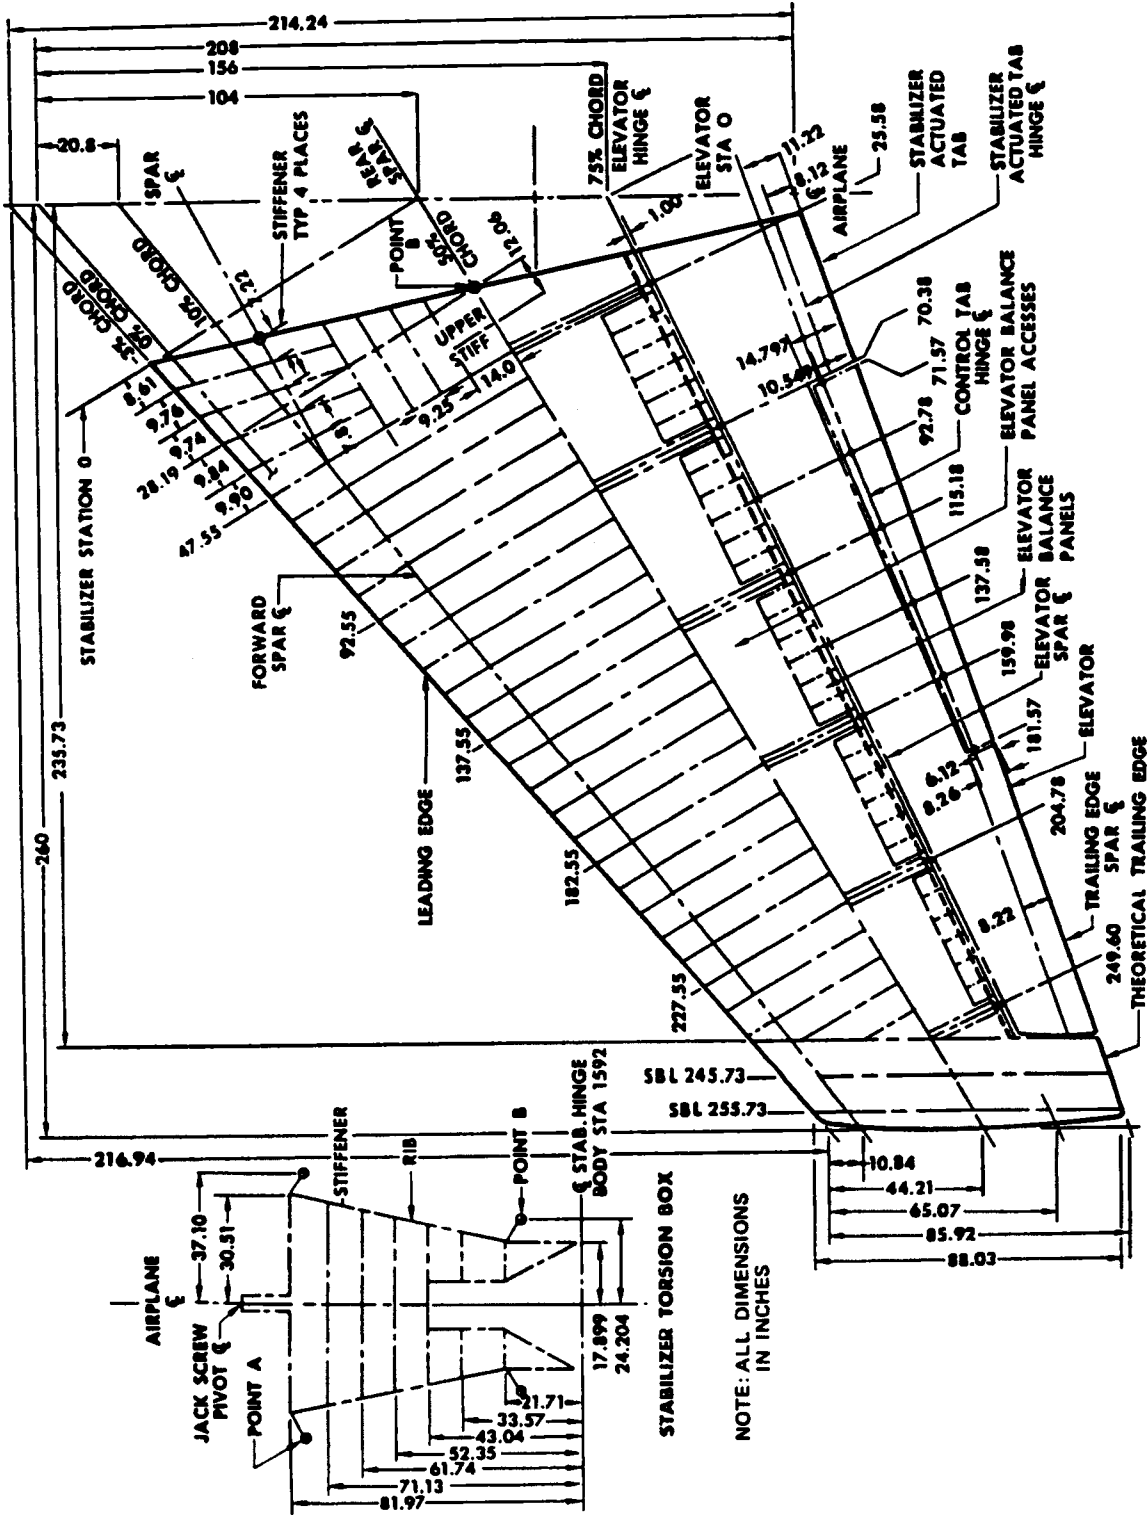 214.24
208
156
104
20.8
SPAR ℄
STIFFENER
TYP 4 PLACES
REAR
SPAR ℄
POINT
B
50%
CHORD
12.06
75% CHORD
ELEVATOR
HINGE ℄
ELEVATOR
STA O
1.00
11.22
8.12
AIRPLANE
℄
25.58
STABILIZER
ACTUATED
TAB
STABILIZER
ACTUATED TAB
HINGE ℄
-3% CHORD
0% CHORD
10% CHORD
7.22
UPPER
STIFF
14.0
9.25
8.61
9.76
9.74
28.19
9.84
9.90
47.55
STABILIZER STATION 0
FORWARD
SPAR ℄
92.55
LEADING EDGE
137.55
182.55
227.55
235.73
260
216.94
14.797
10.549
70.38
71.57
CONTROL TAB
HINGE ℄
92.78
ELEVATOR BALANCE
PANEL ACCESSES
115.18
ELEVATOR
BALANCE
PANELS
137.58
ELEVATOR
SPAR ℄
159.98
ELEVATOR
181.57
6.12
8.26
204.78
TRAILING EDGE
SPAR ℄
8.22
249.60
THEORETICAL TRAILING EDGE
SBL 245.73
SBL 255.73
10.84
44.21
65.07
85.92
88.03
AIRPLANE
℄
JACK SCREW
PIVOT ℄
POINT A
37.10
30.51
STIFFENER
RIB
POINT B
℄ STAB. HINGE
BODY STA 1592
17.899
24.204
21.71
33.57
43.04
52.35
61.74
71.13
81.97
STABILIZER TORSION BOX
NOTE: ALL DIMENSIONS
IN INCHES